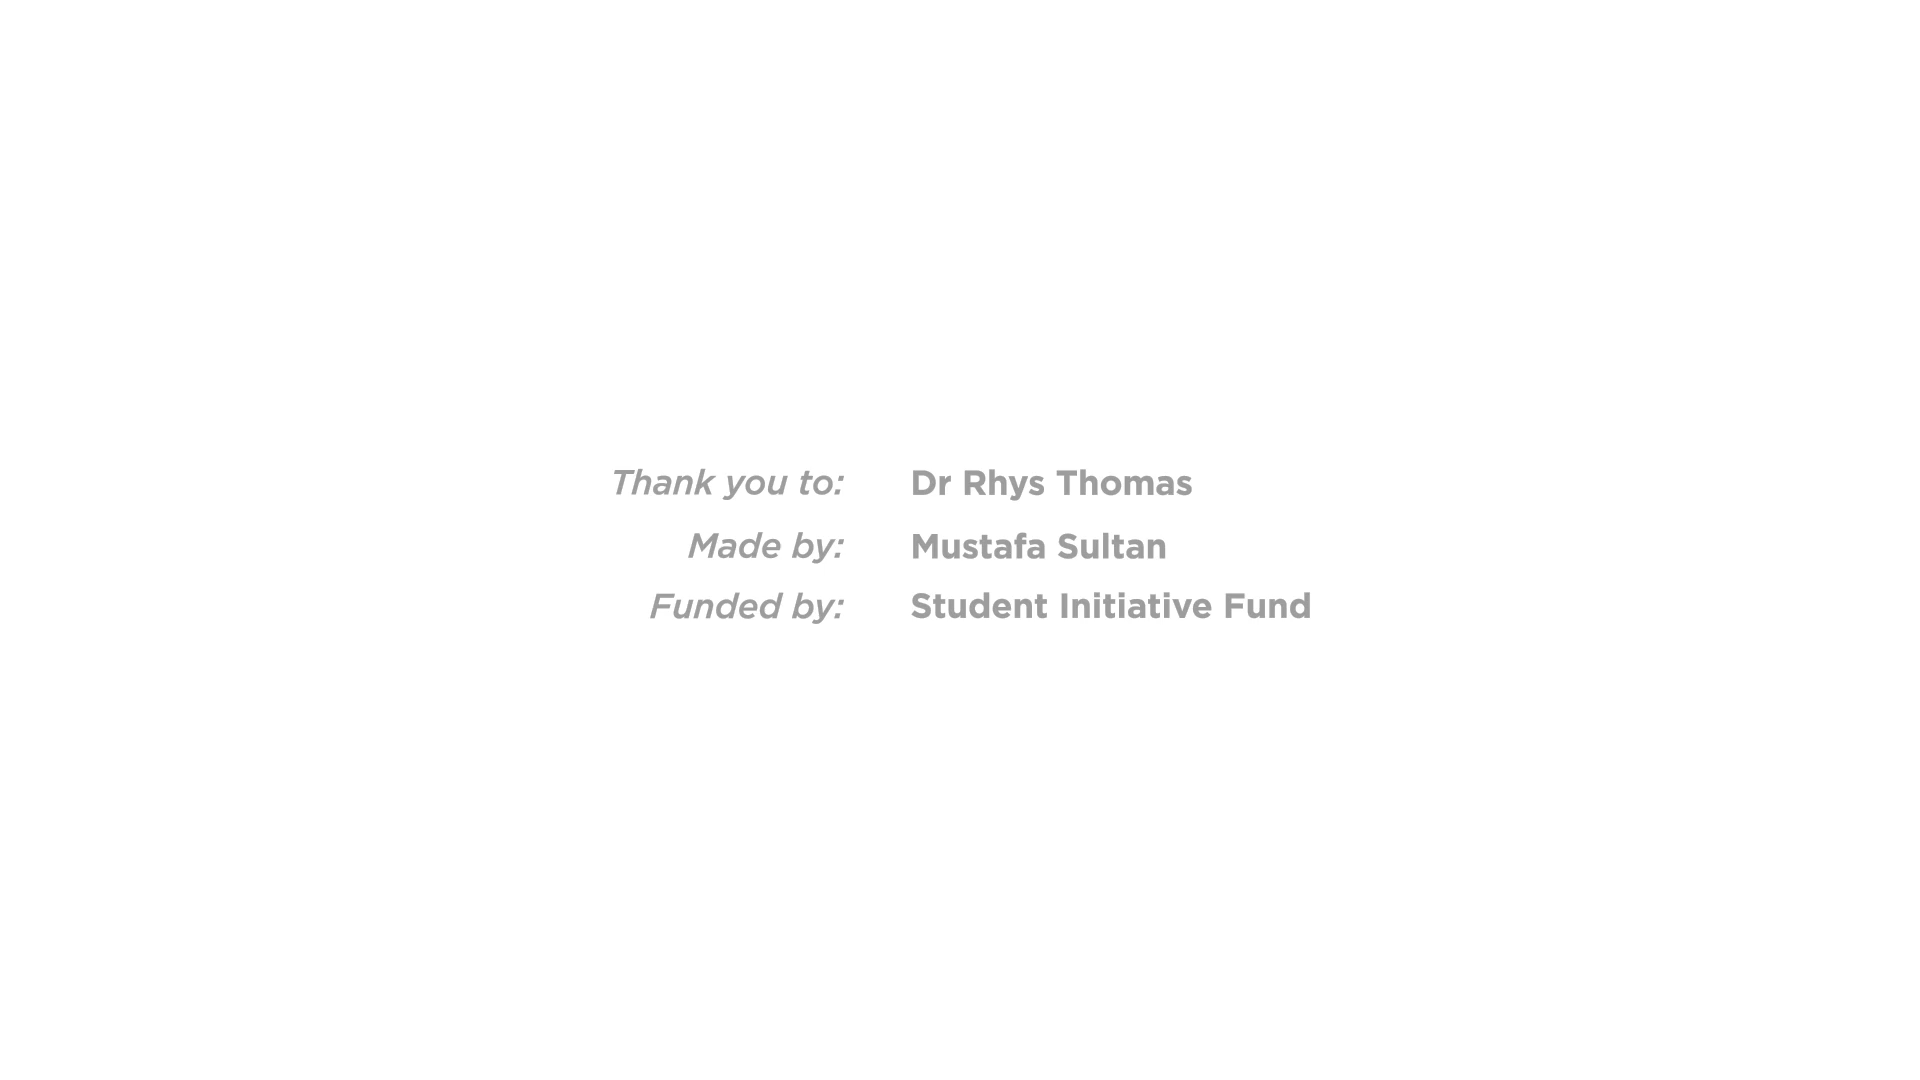 Thank you to: Dr Rhys Thomas
Made by: Mustafa Sultan
Funded by: Student Initiative Fund